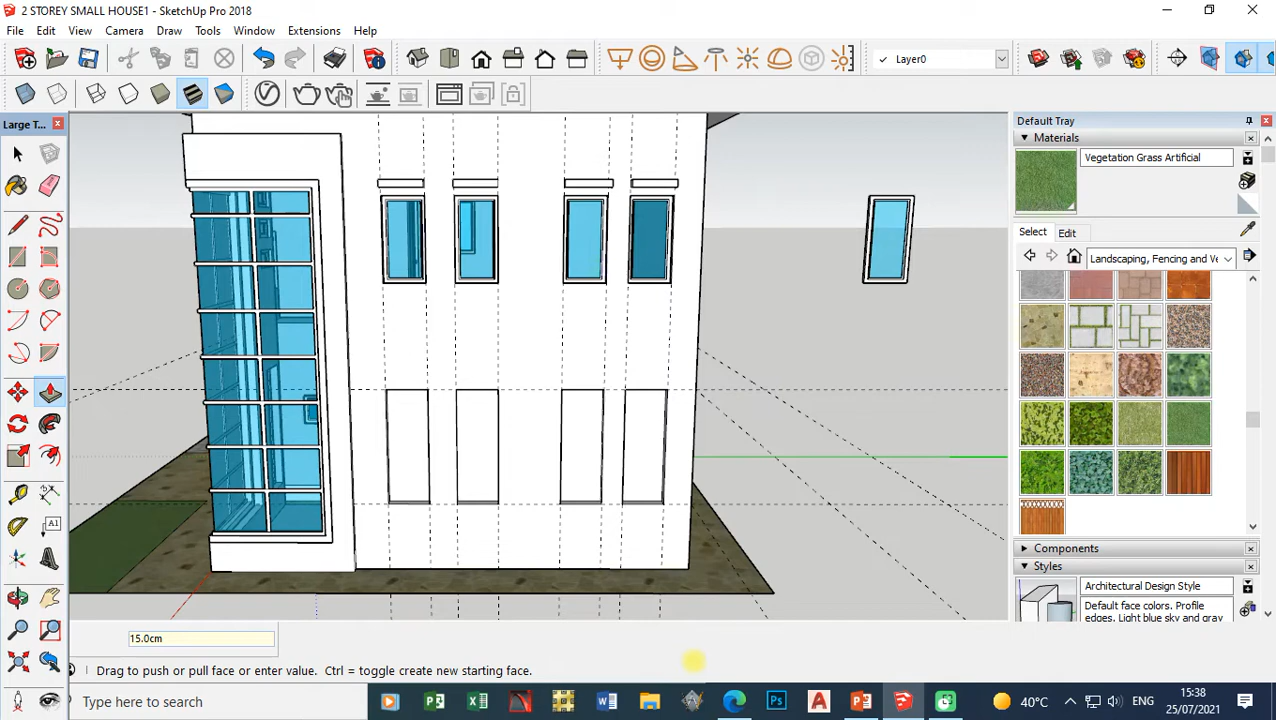 2 STOREY SMALL HOUSE1 - SketchUp Pro 2018
File Edit View Camera Draw Tools Window Extensions Help
Layer0
Large T...
Default Tray
Materials
Vegetation Grass Artificial
Select Edit
Landscaping, Fencing and Ve
A1
Components
Styles
Architectural Design Style
Default face colors. Profile
edges. Light blue sky and gray
15.0cm
Drag to push or pull face or enter value. Ctrl = toggle create new starting face.
Type here to search
40°C
ENG
15:38
25/07/2021